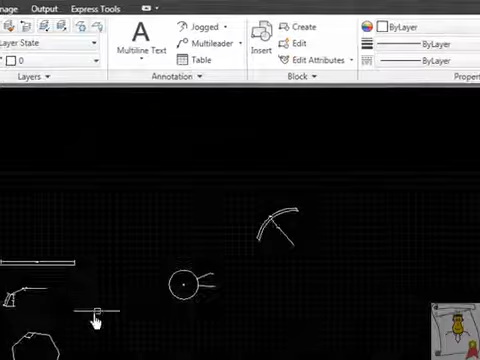 nage Output Express Tools
Layer State
0
Layers
A
Multiline Text
Jogged
Multileader
Table
Annotation
Insert
Create
Edit
Edit Attributes
Block
ByLayer
ByLayer
ByLayer
Propert